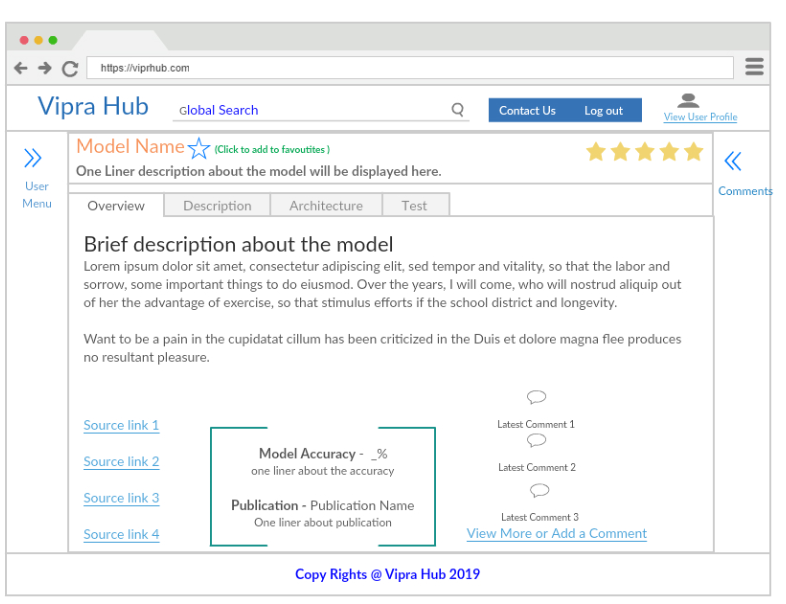 https://viprhub.com
Vipra Hub
Global Search
Contact Us
Log out
View User Profile
User
Menu
Model Name
(Click to add to favoutites )
One Liner description about the model will be displayed here.
Comments
Overview
Description
Architecture
Test
Brief description about the model
Lorem ipsum dolor sit amet, consectetur adipiscing elit, sed tempor and vitality, so that the labor and
sorrow, some important things to do eiusmod. Over the years, I will come, who will nostrud aliquip out
of her the advantage of exercise, so that stimulus efforts if the school district and longevity.
Want to be a pain in the cupidatat cillum has been criticized in the Duis et dolore magna flee produces
no resultant pleasure.
Source link 1
Source link 2
Source link 3
Source link 4
Model Accuracy - _%
one liner about the accuracy
Publication - Publication Name
One liner about publication
Latest Comment 1
Latest Comment 2
Latest Comment 3
View More or Add a Comment
Copy Rights @ Vipra Hub 2019